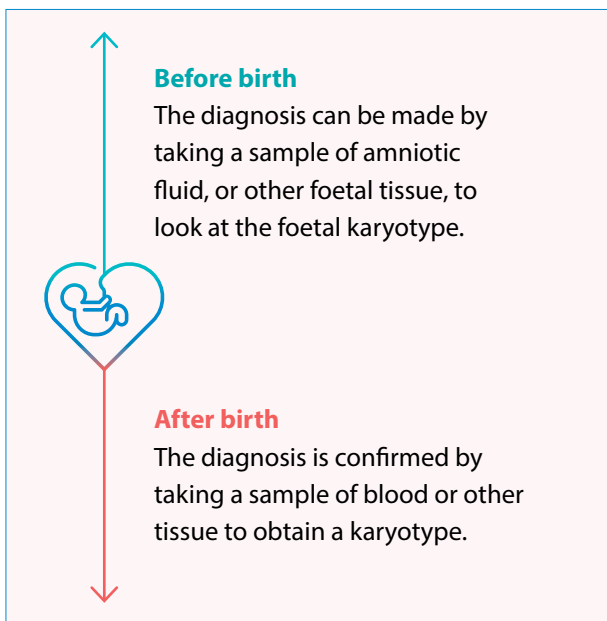 Before birth
The diagnosis can be made by
taking a sample of amniotic
fluid, or other foetal tissue, to
look at the foetal karyotype.
After birth
The diagnosis is confirmed by
taking a sample of blood or other
tissue to obtain a karyotype.